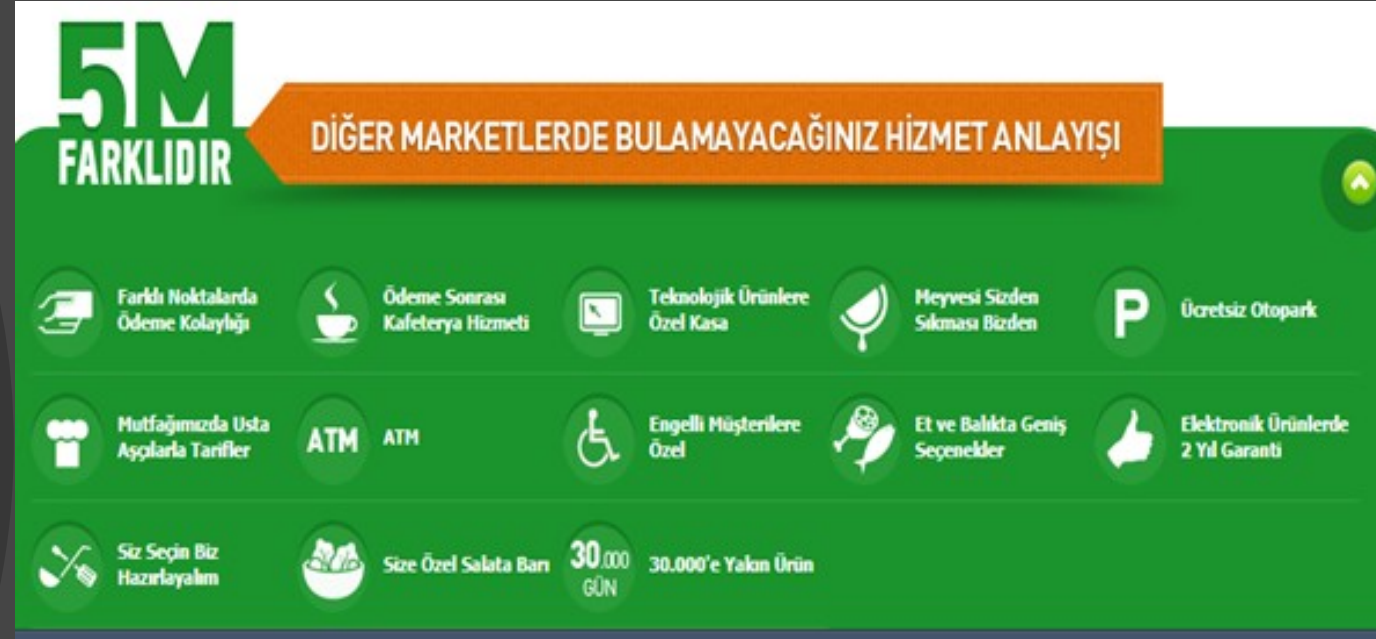 5M
FARKLIDIR
DİĞER MARKETLERDE BULAMAYACAĞINIZ HİZMET ANLAYIŞI
Farklı Noktalarda
Ödeme Kolaylığı
Ödeme Sonrası
Kafeterya Hizmeti
Teknolojik Ürünlere
Özel Kasa
Meyvesi Sizden
Sıkması Bizden
P
Ücretsiz Otopark
Mutfağımızda Usta
Aşçılarla Tarifler
ATM
ATM
Engelli Müşterilere
Özel
Et ve Balıkta Geniş
Seçenekler
Elektronik Ürünlerde
2 Yıl Garanti
Siz Seçin Biz
Hazırlayalım
Size Özel Salata Barı
30.000
GÜN
30.000'e Yakın Ürün